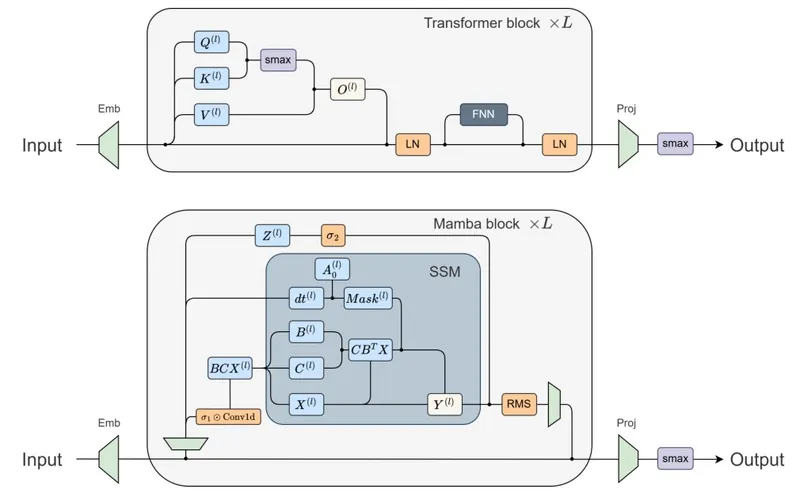 Transformer block ×L
Q^(l)
smax
K^(l)
O^(l)
V^(l)
Emb
FNN
Proj
Input
LN
LN
smax
Output
Mamba block ×L
Z^(l)
σ₂
A₀^(l)
SSM
dt^(l)
Mask^(l)
B^(l)
CB^T X
BCX^(l)
C^(l)
X^(l)
Y^(l)
RMS
σ₁ ⊙ Conv1d
Emb
Proj
Input
smax
Output